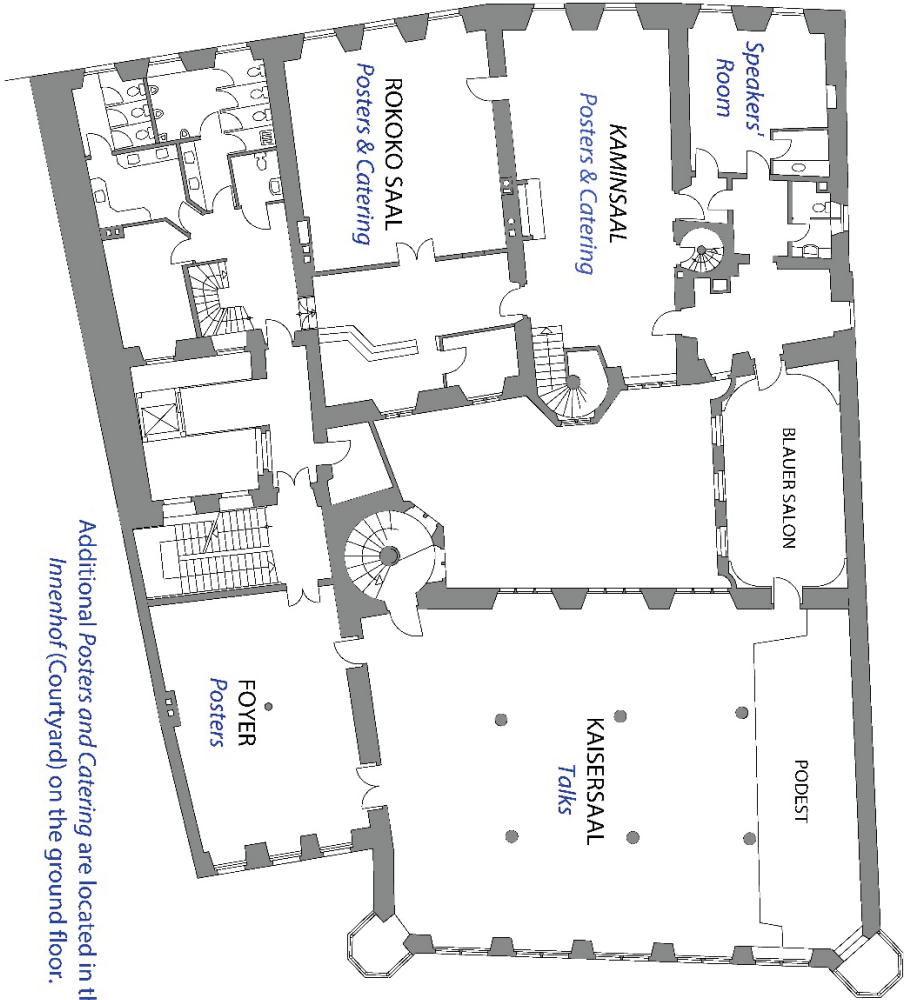 Speakers'
Room
KAMINSAAL
Posters & Catering
ROKOKO SAAL
Posters & Catering
BLAUER SALON
PODEST
KAISERSAAL
Talks
FOYER
Posters
Additional Posters and Catering are located in
Innenhof (Courtyard) on the ground floor.